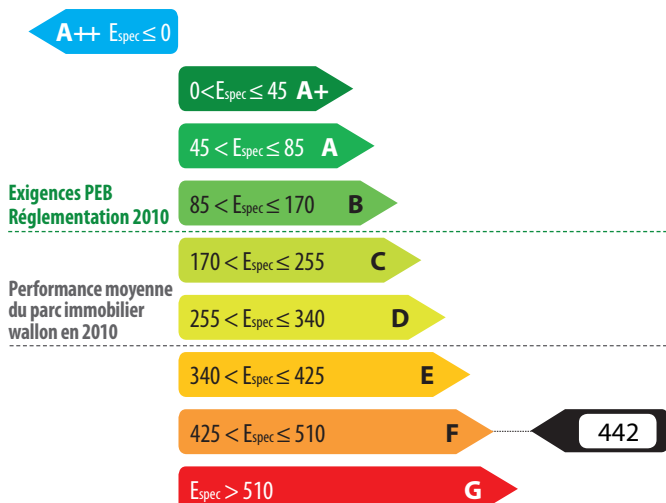 A++ Espec ≤ 0
0<Espec ≤ 45 A+
45 < Espec ≤ 85 A
Exigences PEB
Réglementation 2010
85 < Espec ≤ 170 B
170 < Espec ≤ 255 C
Performance moyenne
du parc immobilier
wallon en 2010
255 < Espec ≤ 340 D
340 < Espec ≤ 425 E
425 < Espec ≤ 510 F
442
Espec > 510 G